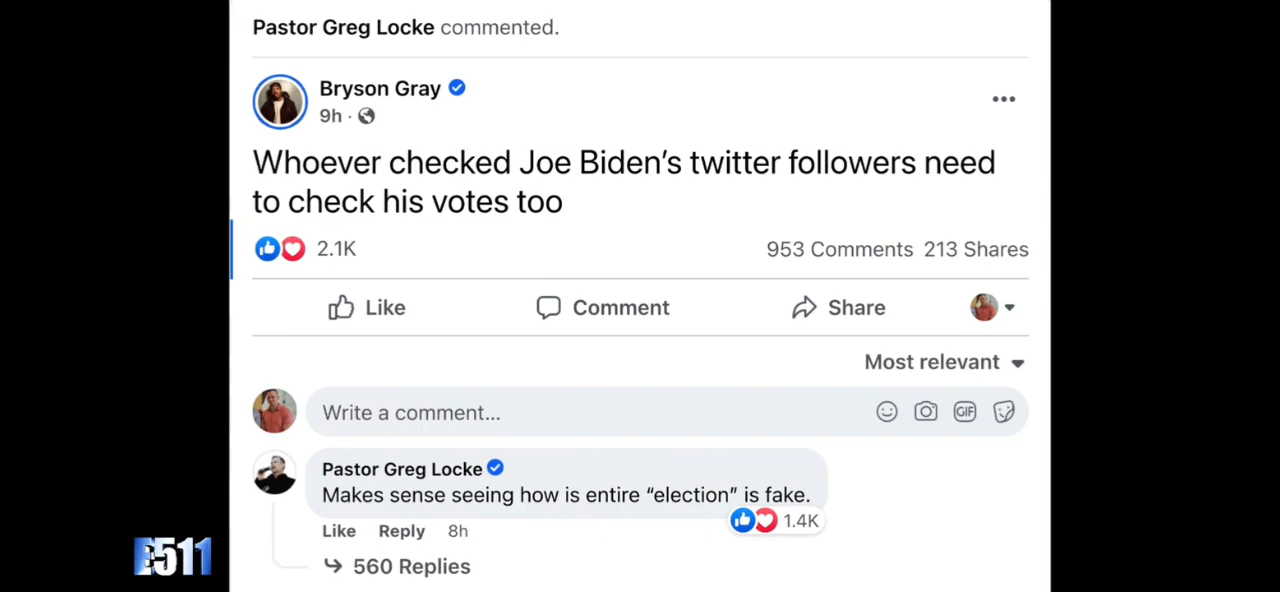 Pastor Greg Locke commented.
Bryson Gray
9h ·
Whoever checked Joe Biden’s twitter followers need
to check his votes too
2.1K
953 Comments 213 Shares
Like Comment Share
Most relevant
Write a comment...
GIF
Pastor Greg Locke
Makes sense seeing how is entire “election” is fake.
1.4K
Like Reply 8h
560 Replies
E511